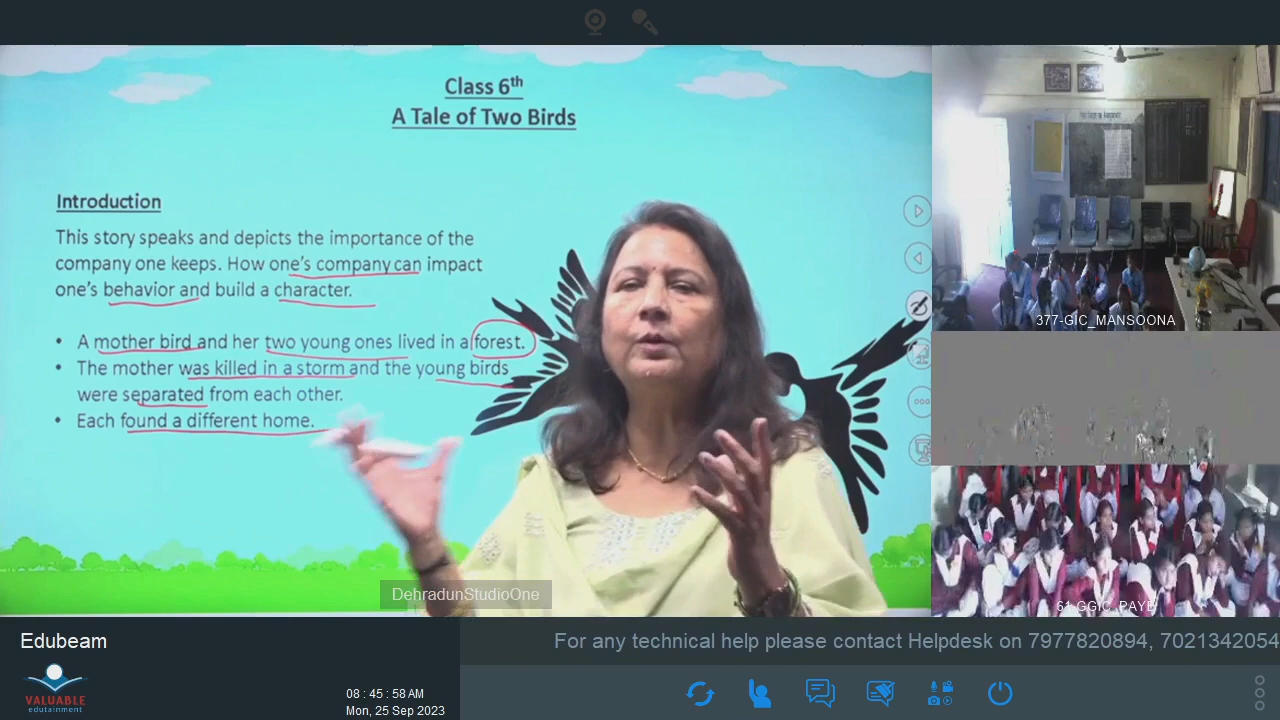 Class 6th
A Tale of Two Birds
Introduction
This story speaks and depicts the importance of the
company one keeps. How one's company can impact
one's behavior and build a character.
• A mother bird and her two young ones lived in a forest.
• The mother was killed in a storm and the young birds
were separated from each other.
• Each found a different home.
DehradunStudioOne
377-GIC_MANSOONA
61-GGIC_PAYE
Edubeam
For any technical help please contact Helpdesk on 7977820894, 7021342054
VALUABLE
edutainment
08 : 45 : 58 AM
Mon, 25 Sep 2023